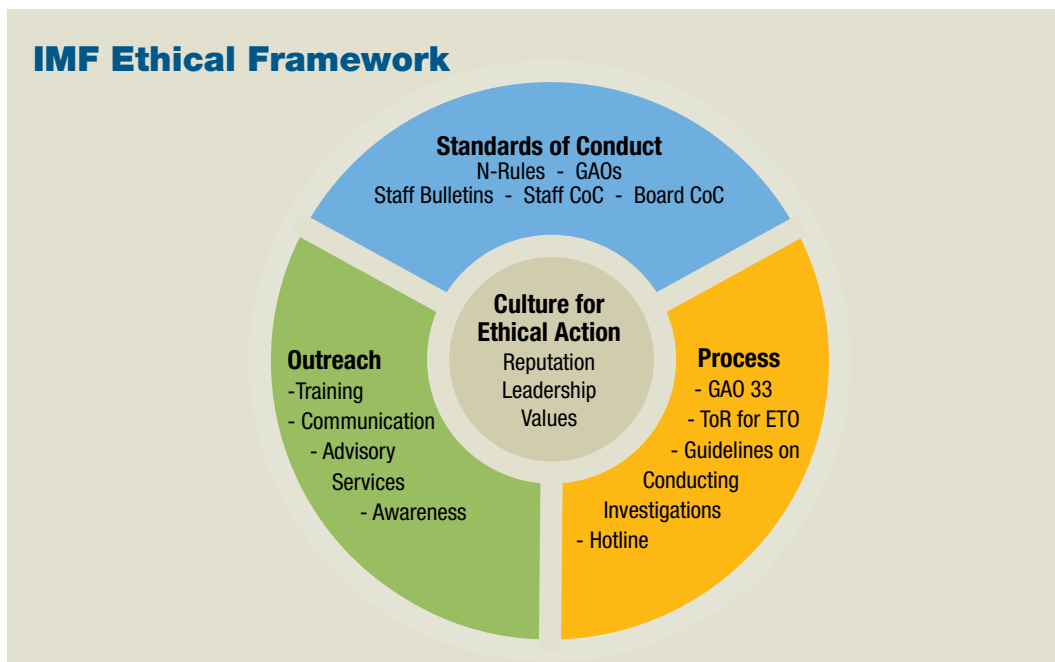 IMF Ethical Framework
Standards of Conduct
N-Rules - GAOs
Staff Bulletins - Staff CoC - Board CoC
Culture for
Ethical Action
Reputation
Leadership
Values
Outreach
-Training
- Communication
- Advisory
Services
- Awareness
Process
- GAO 33
- ToR for ETO
- Guidelines on
Conducting
Investigations
- Hotline